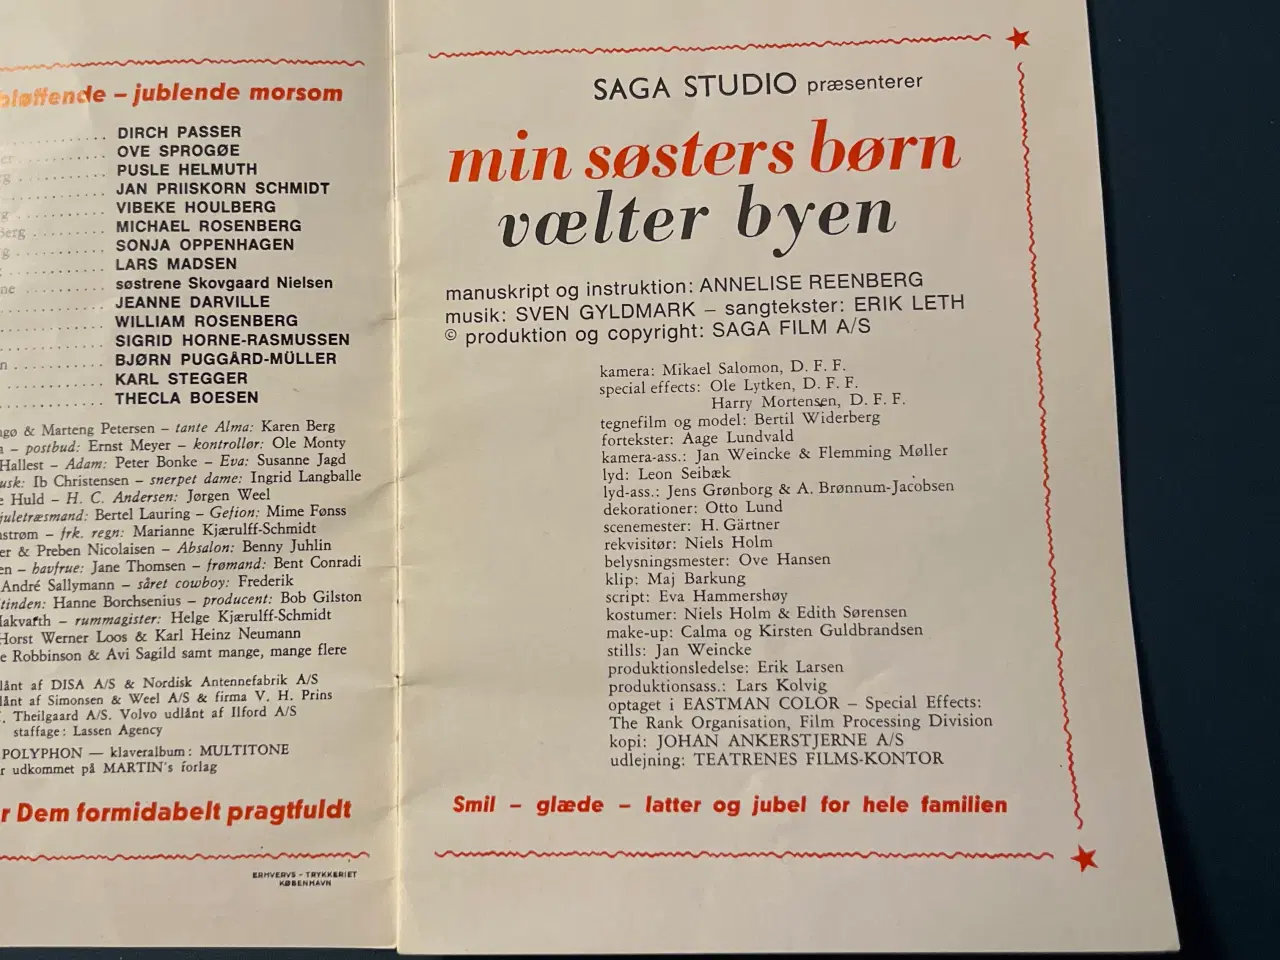 bløffende – jublende morsom
DIRCH PASSER
OVE SPROGØE
PUSLE HELMUTH
JAN PRIISKORN SCHMIDT
VIBEKE HOULBERG
Berg MICHAEL ROSENBERG
SONJA OPPENHAGEN
LARS MADSEN
søstrene Skovgaard Nielsen
JEANNE DARVILLE
WILLIAM ROSENBERG
SIGRID HORNE-RASMUSSEN
BJØRN PUGGÅRD-MÜLLER
KARL STEGGER
THECLA BOESEN
ngø & Marteng Petersen – tante Alma: Karen Berg
– postbud: Ernst Meyer – kontrollør: Ole Monty
Hallest – Adam: Peter Bonke – Eva: Susanne Jagd
usk: Ib Christensen – snerpet dame: Ingrid Langballe
e Huld – H. C. Andersen: Jørgen Weel
juletræsmand: Bertel Lauring – Gefion: Mime Fønss
nstrøm – frk. regn: Marianne Kjærulff-Schmidt
er & Preben Nicolaisen – Absalon: Benny Juhlin
en – havfrue: Jane Thomsen – frømand: Bent Conradi
André Sallymann – såret cowboy: Frederik
tinden: Hanne Borchsenius – producent: Bob Gilston
Makvarth – rummagister: Helge Kjærulff-Schmidt
Horst Werner Loos & Karl Heinz Neumann
e Robbinson & Avi Sagild samt mange, mange flere
lånt af DISA A/S & Nordisk Antennefabrik A/S
lånt af Simonsen & Weel A/S & firma V. H. Prins
Theilgaard A/S. Volvo udlånt af Ilford A/S
staffage: Lassen Agency
POLYPHON — klaveralbum: MULTITONE
r udkommet på MARTIN's forlag
r Dem formidabelt pragtfuldt
ERHVERVS - TRYKKERIET
KØBENHAVN
SAGA STUDIO præsenterer
min søsters børn
vælter byen
manuskript og instruktion: ANNELISE REENBERG
musik: SVEN GYLDMARK – sangtekster: ERIK LETH
© produktion og copyright: SAGA FILM A/S
kamera: Mikael Salomon, D. F. F.
special effects: Ole Lytken, D. F. F.
Harry Mortensen, D. F. F.
tegnefilm og model: Bertil Widerberg
fortekster: Aage Lundvald
kamera-ass.: Jan Weincke & Flemming Møller
lyd: Leon Seibæk
lyd-ass.: Jens Grønborg & A. Brønnum-Jacobsen
dekorationer: Otto Lund
scenemester: H. Gärtner
rekvisitør: Niels Holm
belysningsmester: Ove Hansen
klip: Maj Barkung
script: Eva Hammershøy
kostumer: Niels Holm & Edith Sørensen
make-up: Calma og Kirsten Guldbrandsen
stills: Jan Weincke
produktionsledelse: Erik Larsen
produktionsass.: Lars Kolvig
optaget i EASTMAN COLOR – Special Effects:
The Rank Organisation, Film Processing Division
kopi: JOHAN ANKERSTJERNE A/S
udlejning: TEATRENES FILMS-KONTOR
Smil – glæde – latter og jubel for hele familien